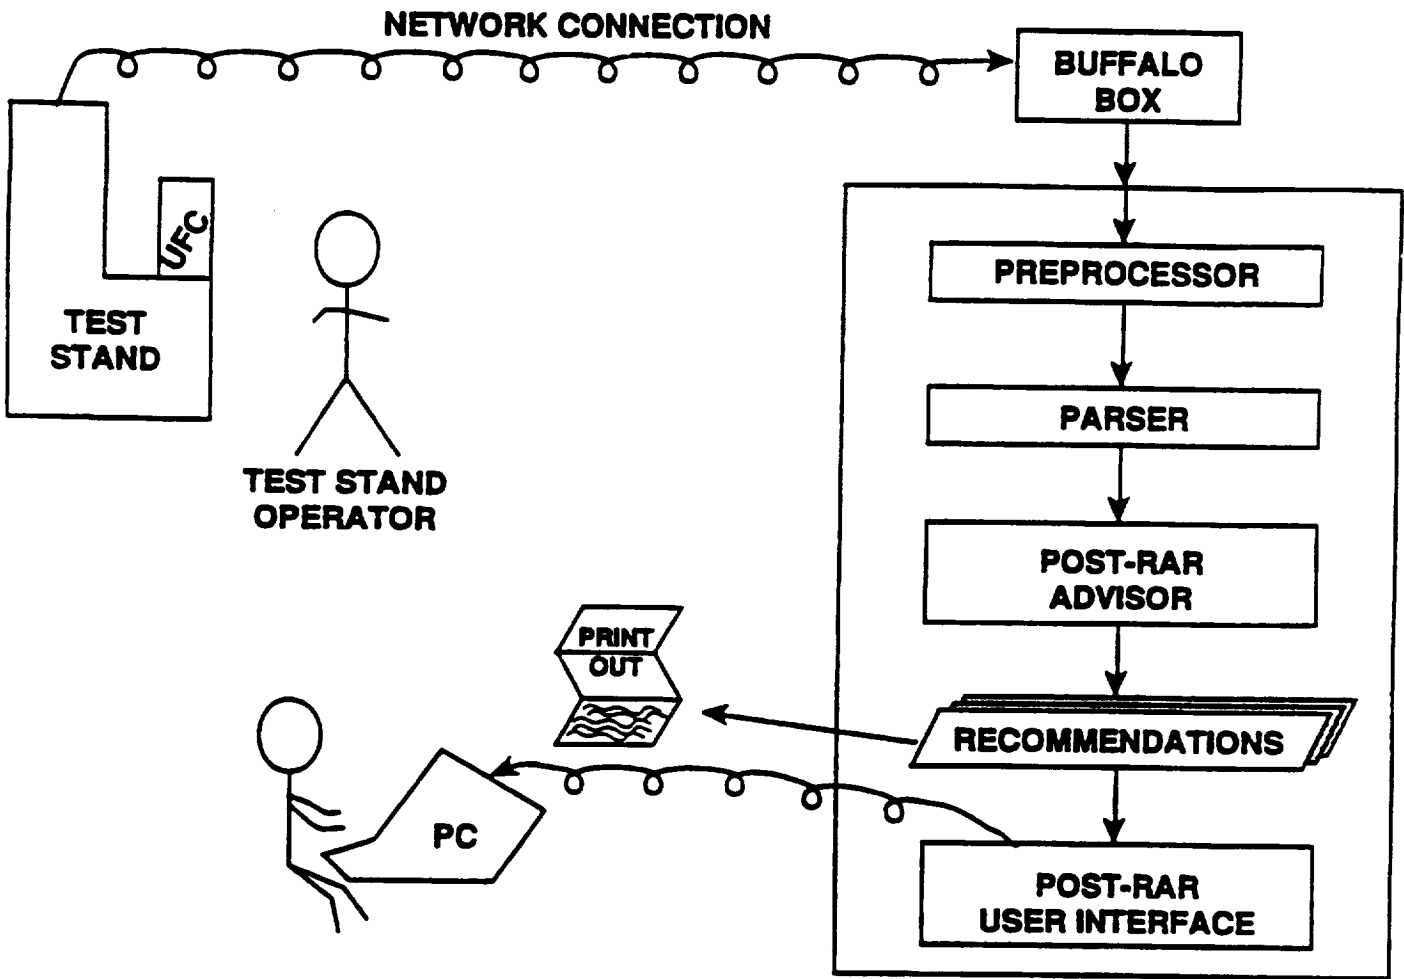 NETWORK CONNECTION
BUFFALO
BOX
UFC
TEST
STAND
TEST STAND
OPERATOR
PREPROCESSOR
PARSER
POST-RAR
ADVISOR
RECOMMENDATIONS
PRINT
OUT
PC
POST-RAR
USER INTERFACE